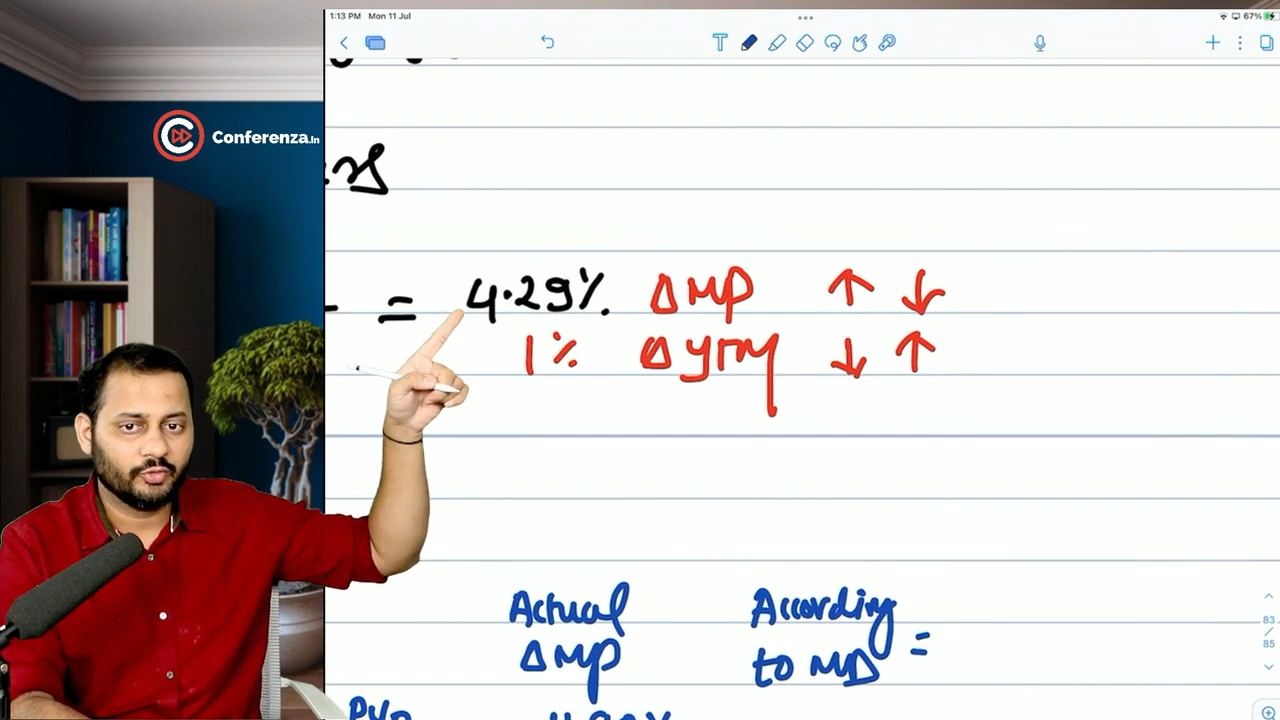 1:13 PM Mon 11 Jul
67%
Conferenza.in
= 4.29% ΔMP ↑ ↓
1% ΔYTM ↓ ↑
Actual According
ΔMP to MD =
83
/
85